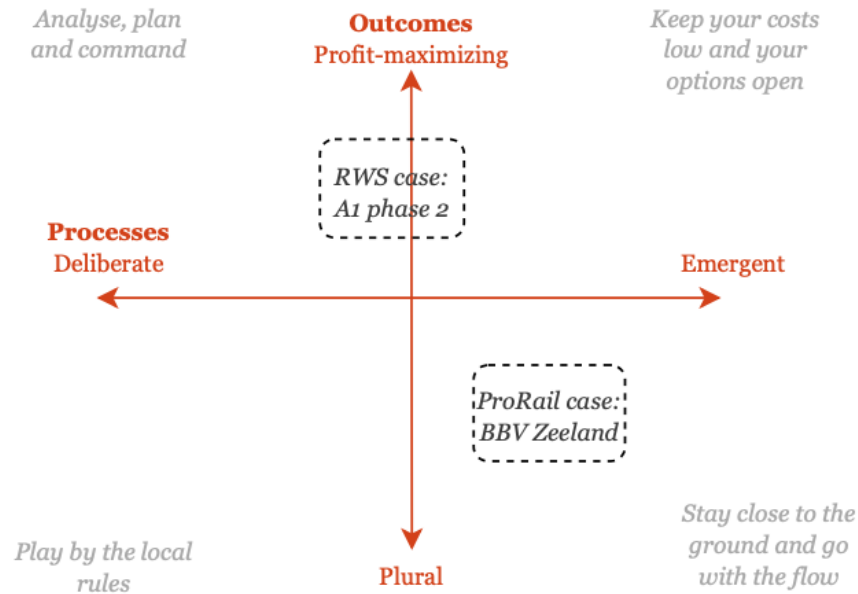 Analyse, plan
and command
Outcomes
Profit-maximizing
Keep your costs
low and your
options open
RWS case:
A1 phase 2
Processes
Deliberate
Emergent
ProRail case:
BBV Zeeland
Play by the local
rules
Plural
Stay close to the
ground and go
with the flow